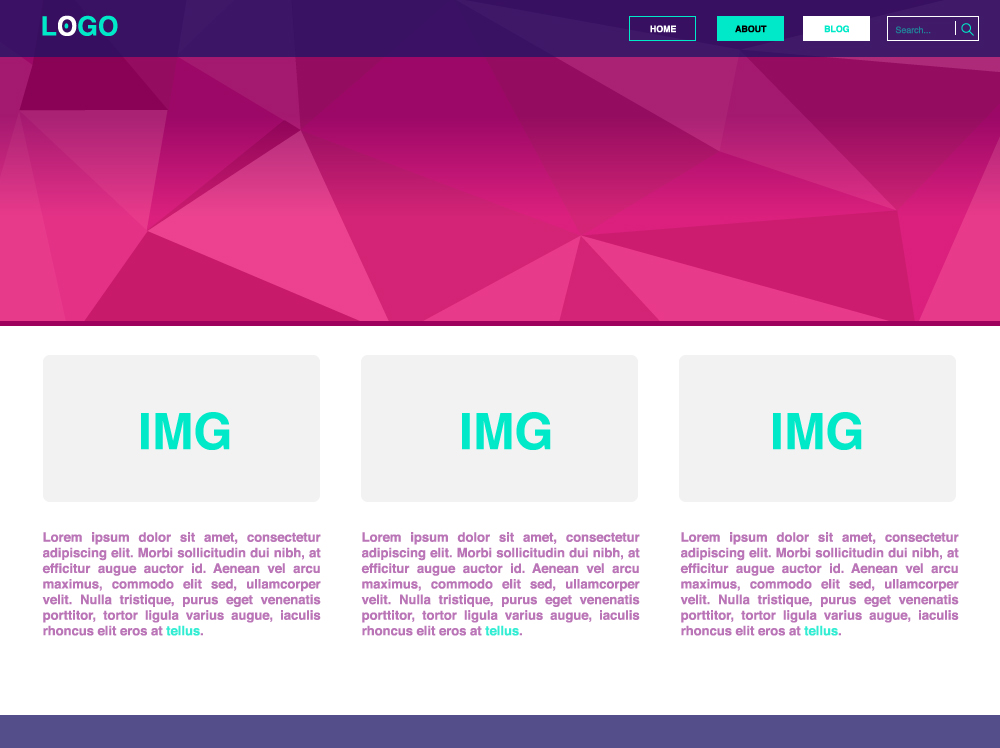 LOGO
HOME
ABOUT
BLOG
Search...
IMG
IMG
IMG
Lorem ipsum dolor sit amet, consectetur
adipiscing elit. Morbi sollicitudin dui nibh, at
efficitur augue auctor id. Aenean vel arcu
maximus, commodo elit sed, ullamcorper
velit. Nulla tristique, purus eget venenatis
porttitor, tortor ligula varius augue, iaculis
rhoncus elit eros at tellus.
Lorem ipsum dolor sit amet, consectetur
adipiscing elit. Morbi sollicitudin dui nibh, at
efficitur augue auctor id. Aenean vel arcu
maximus, commodo elit sed, ullamcorper
velit. Nulla tristique, purus eget venenatis
porttitor, tortor ligula varius augue, iaculis
rhoncus elit eros at tellus.
Lorem ipsum dolor sit amet, consectetur
adipiscing elit. Morbi sollicitudin dui nibh, at
efficitur augue auctor id. Aenean vel arcu
maximus, commodo elit sed, ullamcorper
velit. Nulla tristique, purus eget venenatis
porttitor, tortor ligula varius augue, iaculis
rhoncus elit eros at tellus.